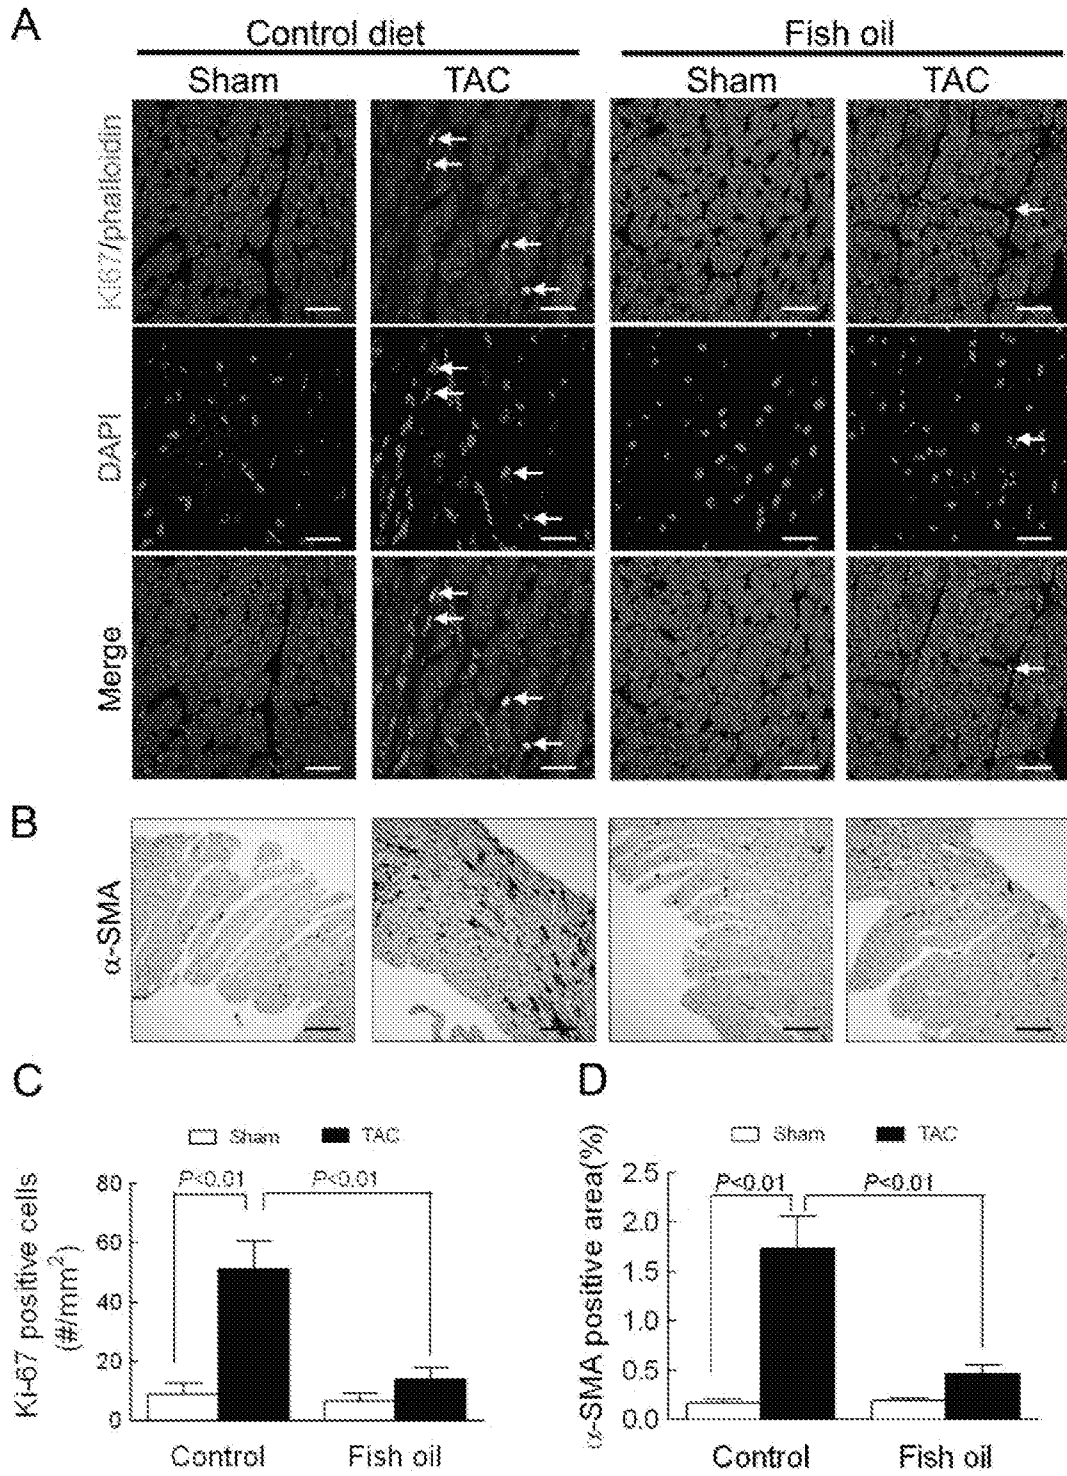 A
Control diet Fish oil
Sham TAC Sham TAC
Ki67/phalloidin
DAPI
Merge
B
α-SMA
C
Sham TAC
Ki-67 positive cells
(#/mm²)
80
60
40
20
0
P<0.01 P<0.01
Control Fish oil
D
Sham TAC
α-SMA positive area(%)
2.5
2.0
1.5
1.0
0.5
0.0
P<0.01 P<0.01
Control Fish oil